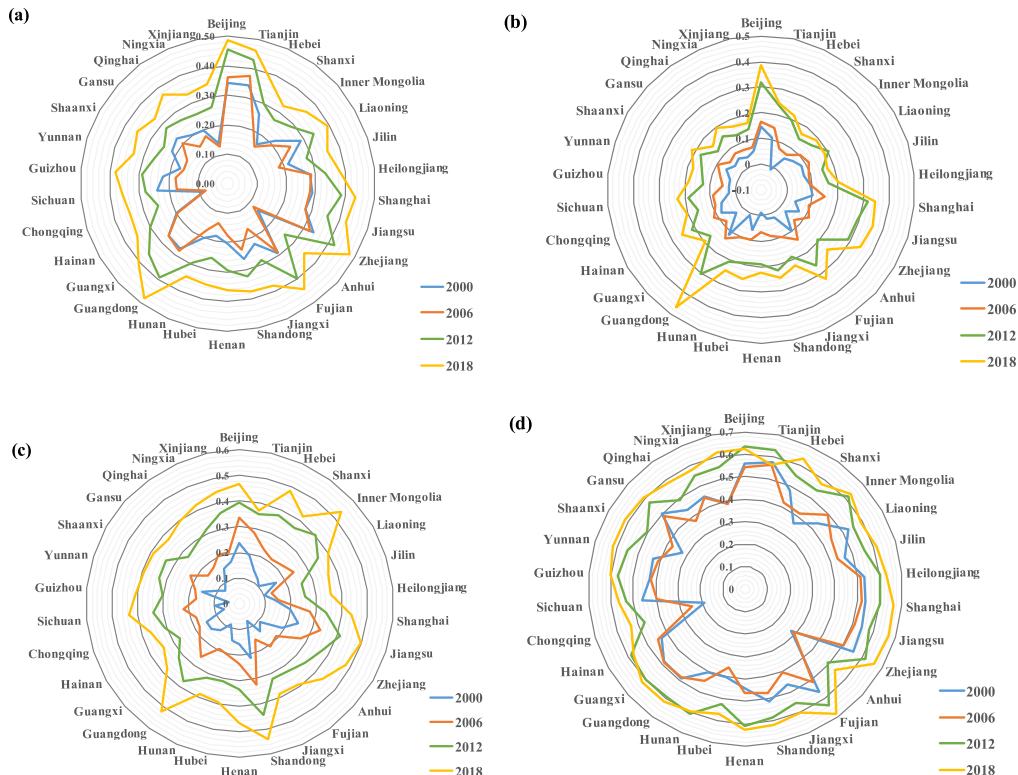 (a)
Beijing
Tianjin
Hebei
Shanxi
Inner Mongolia
Liaoning
Jilin
Heilongjiang
Shanghai
Jiangsu
Zhejiang
Anhui
Fujian
Jiangxi
Shandong
Henan
Hubei
Hunan
Guangdong
Guangxi
Hainan
Chongqing
Sichuan
Guizhou
Yunnan
Shaanxi
Gansu
Qinghai
Ningxia
Xinjiang
0.50
0.40
0.30
0.20
0.10
0.00
2000
2006
2012
2018
(b)
Beijing
Tianjin
Hebei
Shanxi
Inner Mongolia
Liaoning
Jilin
Heilongjiang
Shanghai
Jiangsu
Zhejiang
Anhui
Fujian
Jiangxi
Shandong
Henan
Hubei
Hunan
Guangdong
Guangxi
Hainan
Chongqing
Sichuan
Guizhou
Yunnan
Shaanxi
Gansu
Qinghai
Ningxia
Xinjiang
0.5
0.4
0.3
0.2
0.1
0
-0.1
2000
2006
2012
2018
(c)
Beijing
Tianjin
Hebei
Shanxi
Inner Mongolia
Liaoning
Jilin
Heilongjiang
Shanghai
Jiangsu
Zhejiang
Anhui
Fujian
Jiangxi
Shandong
Henan
Hubei
Hunan
Guangdong
Guangxi
Hainan
Chongqing
Sichuan
Guizhou
Yunnan
Shaanxi
Gansu
Qinghai
Ningxia
Xinjiang
0.6
0.5
0.4
0.3
0.2
0.1
0
2000
2006
2012
2018
(d)
Beijing
Tianjin
Hebei
Shanxi
Inner Mongolia
Liaoning
Jilin
Heilongjiang
Shanghai
Jiangsu
Zhejiang
Anhui
Fujian
Jiangxi
Shandong
Henan
Hubei
Hunan
Guangdong
Guangxi
Hainan
Chongqing
Sichuan
Guizhou
Yunnan
Shaanxi
Gansu
Qinghai
Ningxia
Xinjiang
0.7
0.6
0.5
0.4
0.3
0.2
0.1
0
2000
2006
2012
2018